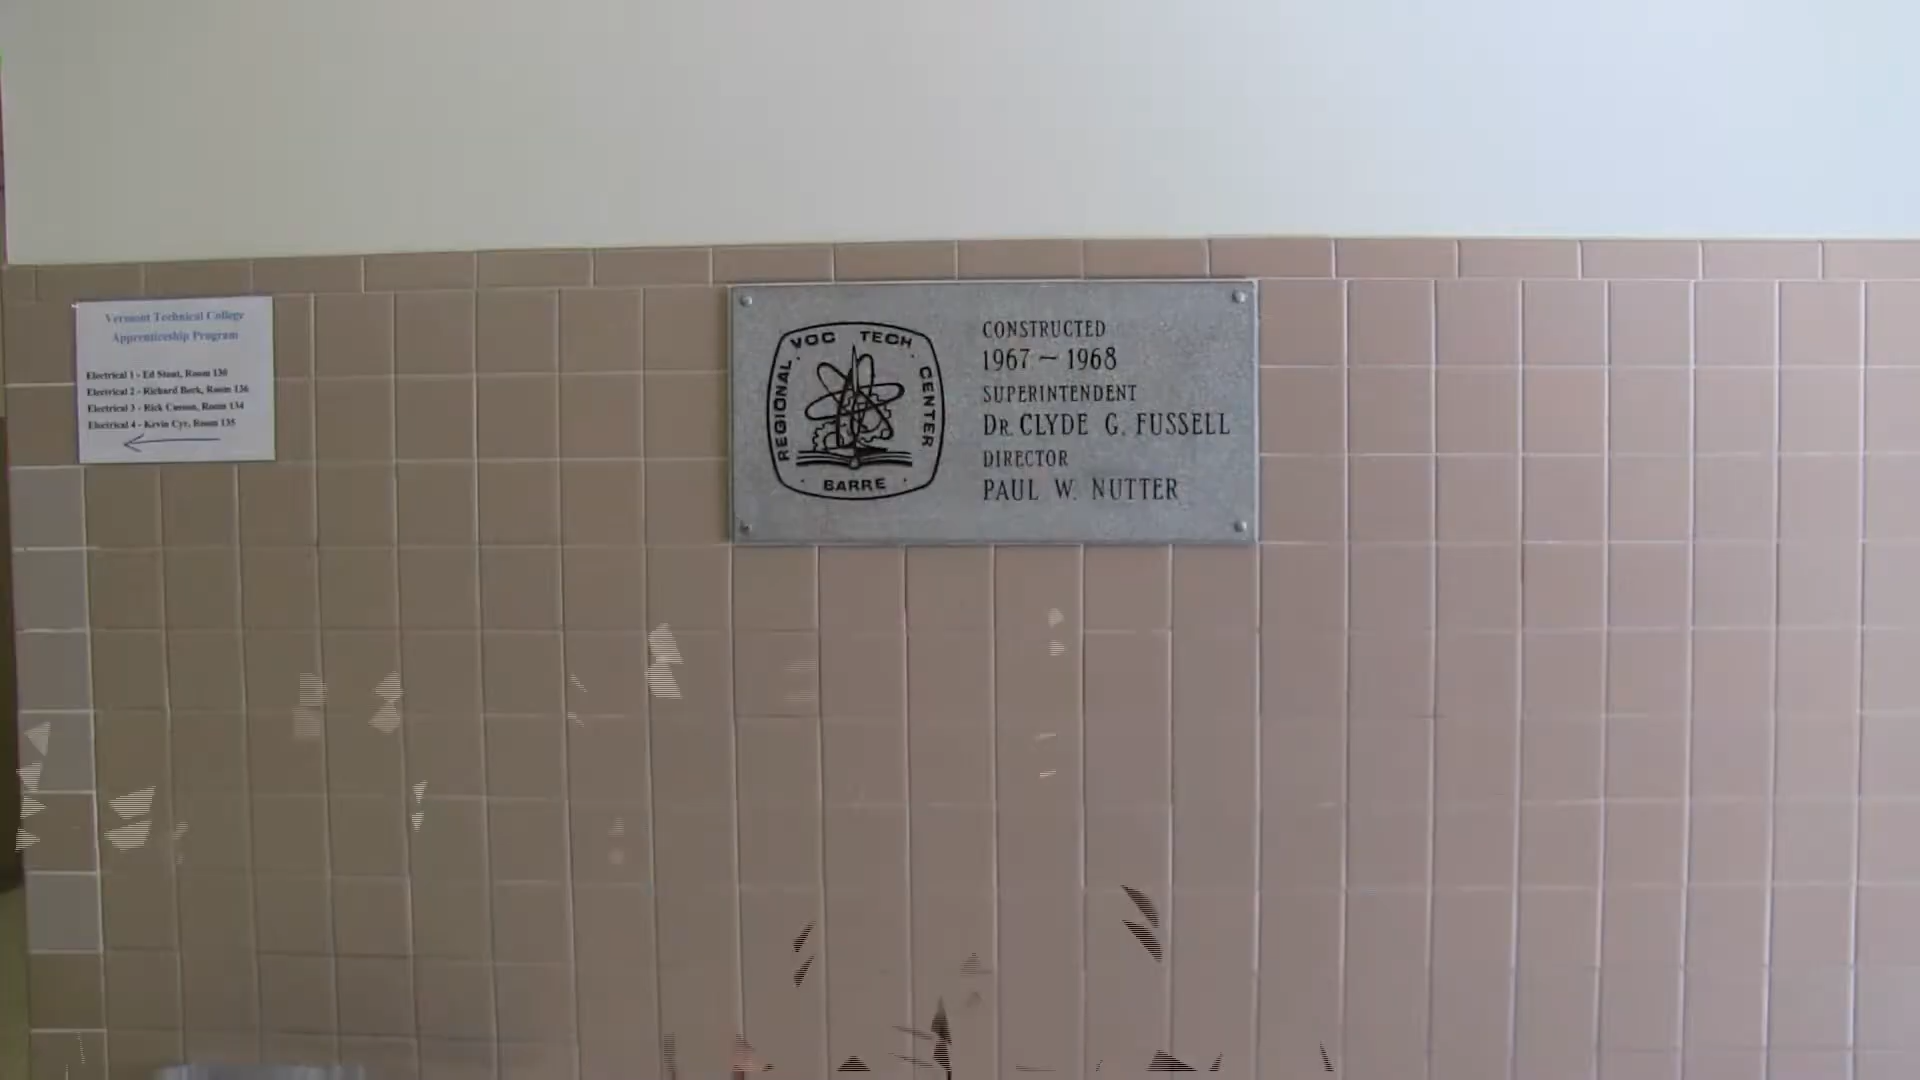 Vermont Technical College
Apprenticeship Program
Electrical 1 - Ed Stout, Room 130
Electrical 2 - Richard Burk, Room 136
Electrical 3 - Rick Cusson, Room 134
Electrical 4 - Kevin Cyr, Room 135
REGIONAL VOC TECH CENTER
BARRE
CONSTRUCTED
1967 ~ 1968
SUPERINTENDENT
DR. CLYDE G. FUSSELL
DIRECTOR
PAUL W. NUTTER